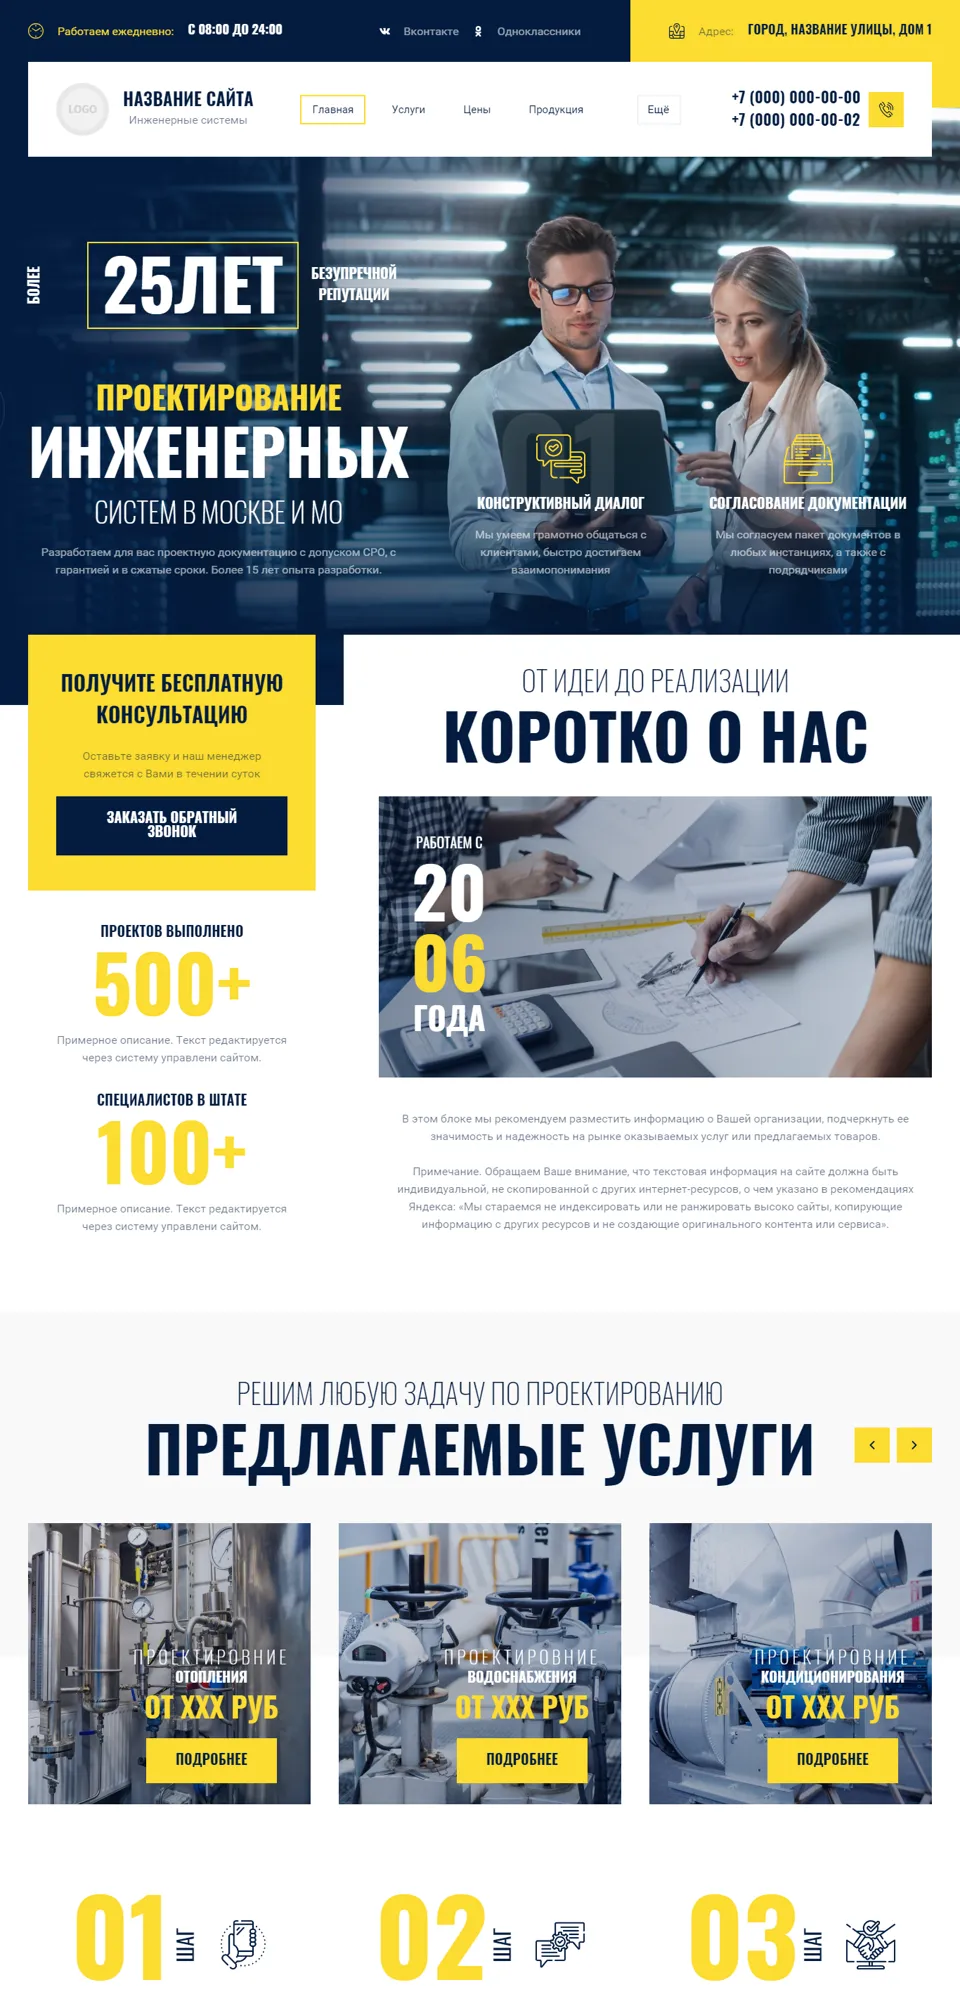 Работаем ежедневно: С 08:00 ДО 24:00
Вконтакте
Одноклассники
Адрес: ГОРОД, НАЗВАНИЕ УЛИЦЫ, ДОМ 1
LOGO
НАЗВАНИЕ САЙТА
Инженерные системы
Главная
Услуги
Цены
Продукция
Ещё
+7 (000) 000-00-00
+7 (000) 000-00-02
БОЛЕЕ
25ЛЕТ
БЕЗУПРЕЧНОЙ
РЕПУТАЦИИ
ПРОЕКТИРОВАНИЕ
ИНЖЕНЕРНЫХ
СИСТЕМ В МОСКВЕ И МО
Разработаем для вас проектную документацию с допуском СРО, с
гарантией и в сжатые сроки. Более 15 лет опыта разработки.
01
КОНСТРУКТИВНЫЙ ДИАЛОГ
Мы умеем грамотно общаться с
клиентами, быстро достигаем
взаимопонимания
СОГЛАСОВАНИЕ ДОКУМЕНТАЦИИ
Мы согласуем пакет документов в
любых инстанциях, а также с
подрядчиками
ПОЛУЧИТЕ БЕСПЛАТНУЮ
КОНСУЛЬТАЦИЮ
Оставьте заявку и наш менеджер
свяжется с Вами в течении суток
ЗАКАЗАТЬ ОБРАТНЫЙ
ЗВОНОК
ПРОЕКТОВ ВЫПОЛНЕНО
500+
Примерное описание. Текст редактируется
через систему управлени сайтом.
СПЕЦИАЛИСТОВ В ШТАТЕ
100+
Примерное описание. Текст редактируется
через систему управлени сайтом.
ОТ ИДЕИ ДО РЕАЛИЗАЦИИ
КОРОТКО О НАС
РАБОТАЕМ С
20
06
ГОДА
В этом блоке мы рекомендуем разместить информацию о Вашей организации, подчеркнуть ее
значимость и надежность на рынке оказываемых услуг или предлагаемых товаров.
Примечание. Обращаем Ваше внимание, что текстовая информация на сайте должна быть
индивидуальной, не скопированной с других интернет-ресурсов, о чем указано в рекомендациях
Яндекса: «Мы стараемся не индексировать или не ранжировать высоко сайты, копирующие
информацию с других ресурсов и не создающие оригинального контента или сервиса».
РЕШИМ ЛЮБУЮ ЗАДАЧУ ПО ПРОЕКТИРОВАНИЮ
ПРЕДЛАГАЕМЫЕ УСЛУГИ
ПРОЕКТИРОВНИЕ
ОТОПЛЕНИЯ
ОТ XXX РУБ
ПОДРОБНЕЕ
ПРОЕКТИРОВНИЕ
ВОДОСНАБЖЕНИЯ
ОТ XXX РУБ
ПОДРОБНЕЕ
ПРОЕКТИРОВНИЕ
КОНДИЦИОНИРОВАНИЯ
ОТ XXX РУБ
ПОДРОБНЕЕ
01 ШАГ
02 ШАГ
03 ШАГ